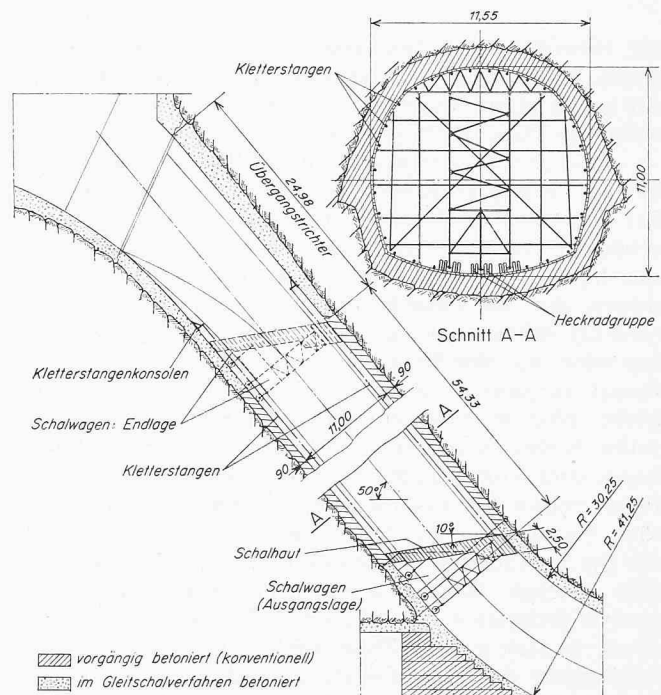 11,55
Kletterstangen
11,00
Heckradgruppe
Schnitt A-A
24,98
Übergangstrichter
Kletterstangenkonsolen
Schalwagen: Endlage
Kletterstangen
90
11,00
90
54,33
A
A
50°
10°
2,50
R = 30,25
R = 41,25
Schalhaut
Schalwagen
(Ausgangslage)
vorgängig betoniert (konventionell)
im Gleitschalverfahren betoniert